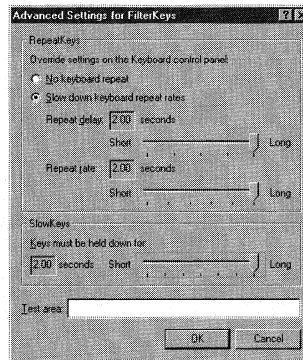 Advanced Settings for FilterKeys
RepeatKeys
Override settings on the Keyboard control panel:
No keyboard repeat
Slow down keyboard repeat rates
Repeat delay: 2.00 seconds
Short Long
Repeat rate: 2.00 seconds
Short Long
SlowKeys
Keys must be held down for
2.00 seconds Short Long
Test area:
OK Cancel